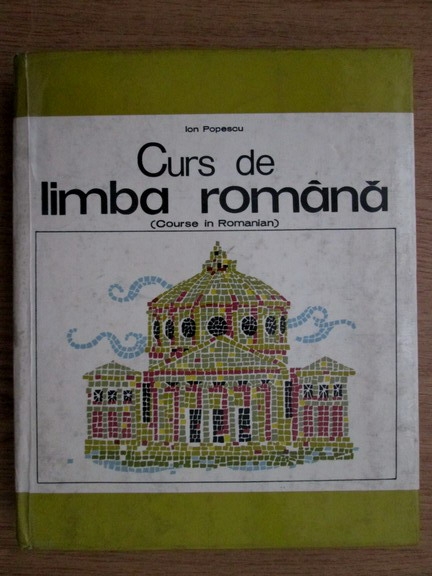 Ion Popescu
Curs de
limba română
(Course in Romanian)